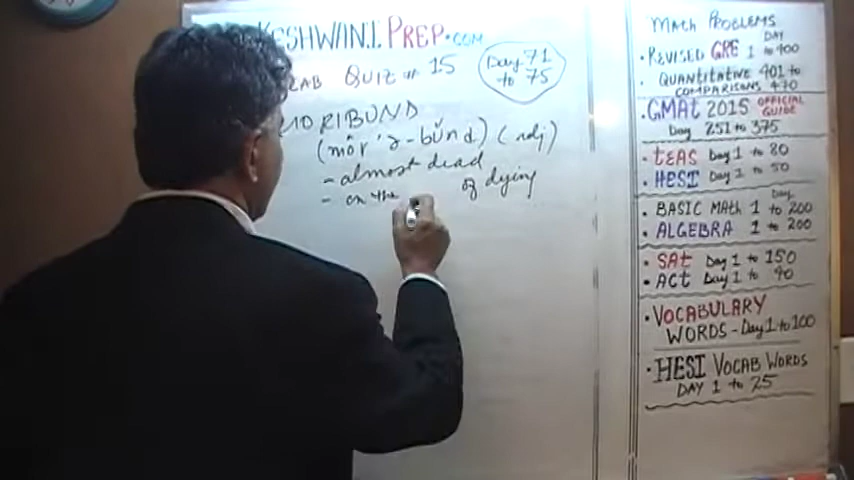 KESHWANI PREP.COM
QUIZ # 15
Day 71
to 75
MORIBUND
(môr'ə-bŭnd) (adj)
- almost dead
- on the of dying
MATH PROBLEMS
DAY
• REVISED GRE 1 to 400
• QUANTITATIVE 401 to
COMPARISONS 470
• GMAT 2015 OFFICIAL
GUIDE
Day 251 to 375
• TEAS Day 1 to 80
• HESI Day 1 to 50
Day
• BASIC MATH 1 to 200
• ALGEBRA 1 to 200
• SAT Day 1 to 150
• ACT Day 1 to 90
• VOCABULARY
WORDS - Day 1 to 100
• HESI VOCAB WORDS
DAY 1 to 25